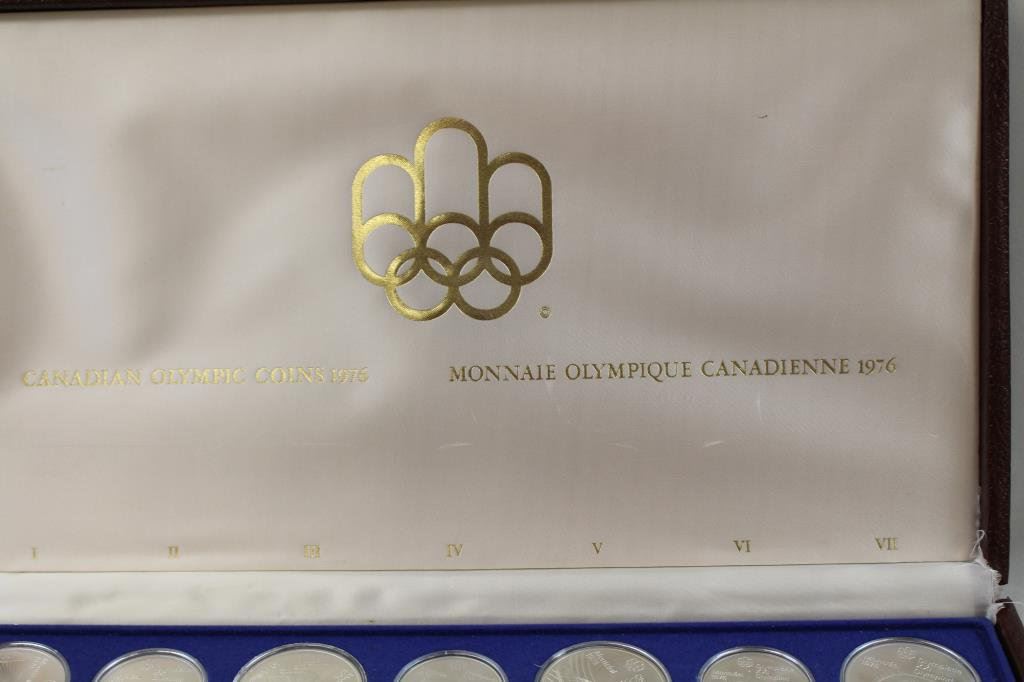 CANADIAN OLYMPIC COINS 1976
MONNAIE OLYMPIQUE CANADIENNE 1976
I II III IV V VI VII